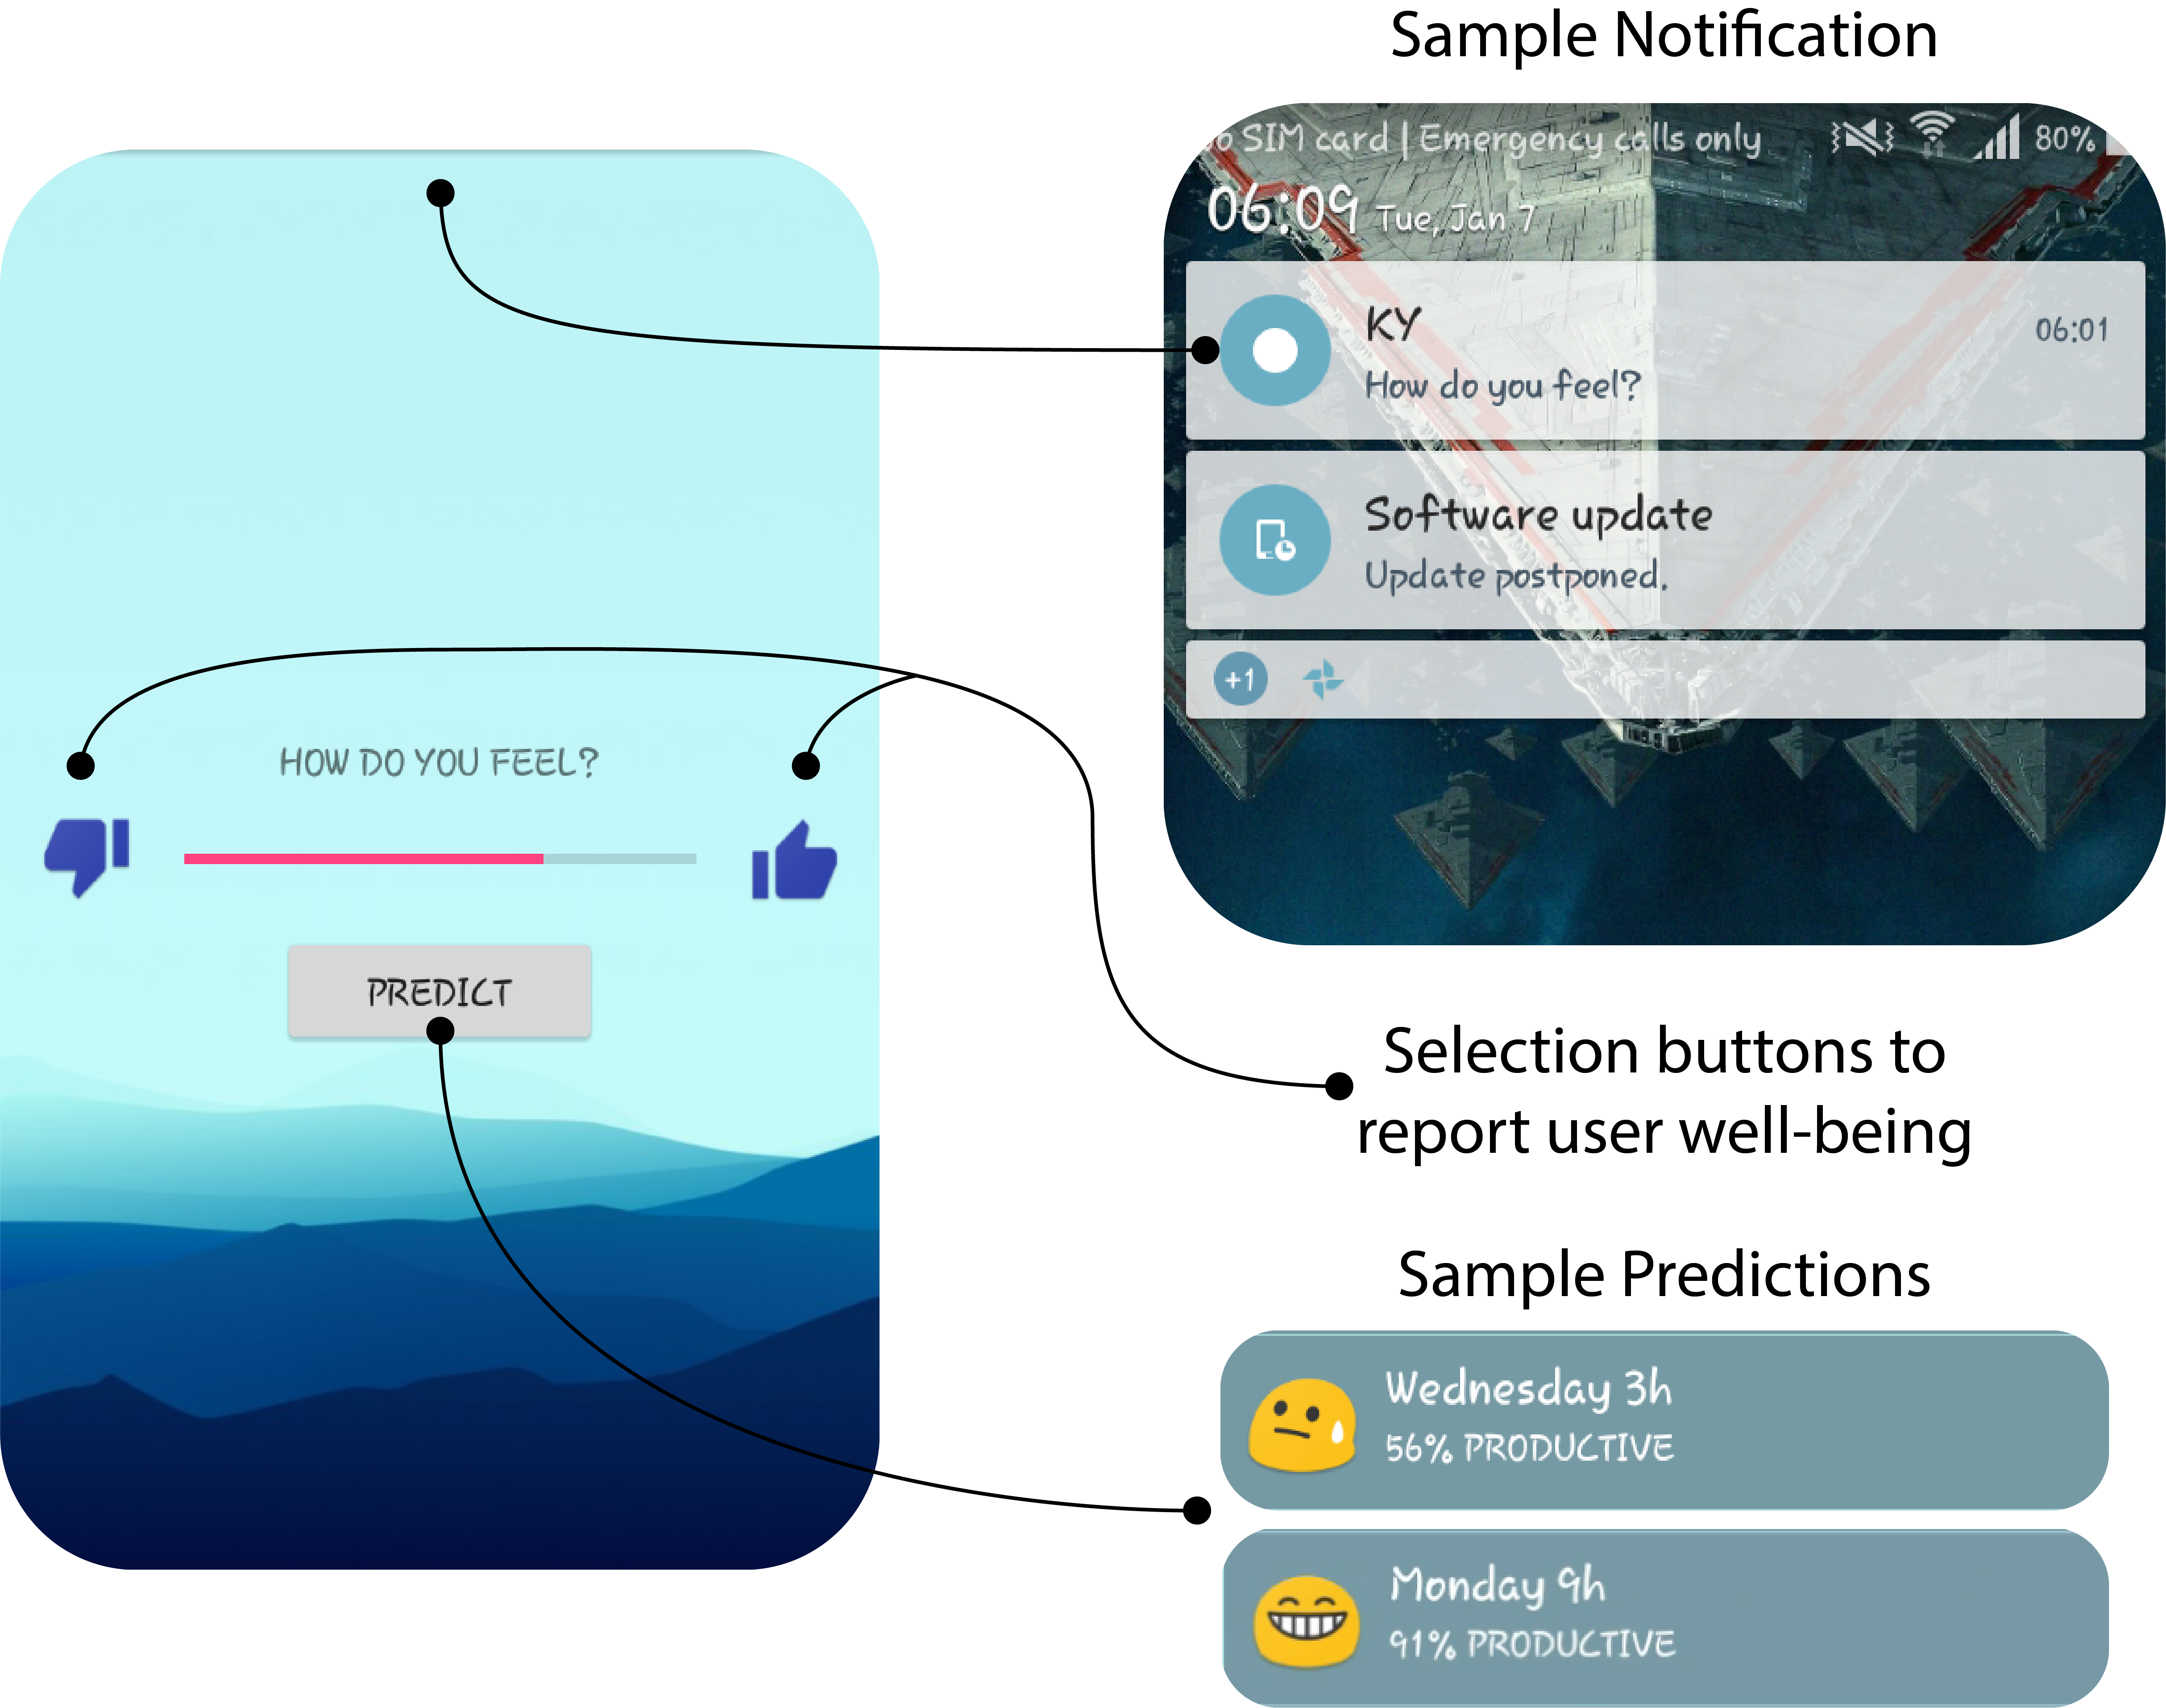 Sample Notification
o SIM card | Emergency calls only 80%
06:09 Tue, Jan 7
KY 06:01
How do you feel?
Software update
Update postponed.
+1
HOW DO YOU FEEL?
PREDICT
Selection buttons to
report user well-being
Sample Predictions
Wednesday 3h
56% PRODUCTIVE
Monday 9h
91% PRODUCTIVE